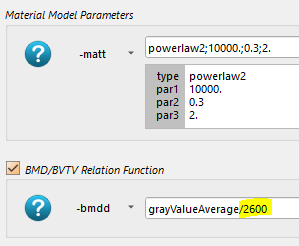 Material Model Parameters
? -matt powerlaw2;10000.;0.3;2.
type powerlaw2
par1 10000.
par2 0.3
par3 2.
BMD/BVTV Relation Function
? -bmdd grayValueAverage/2600